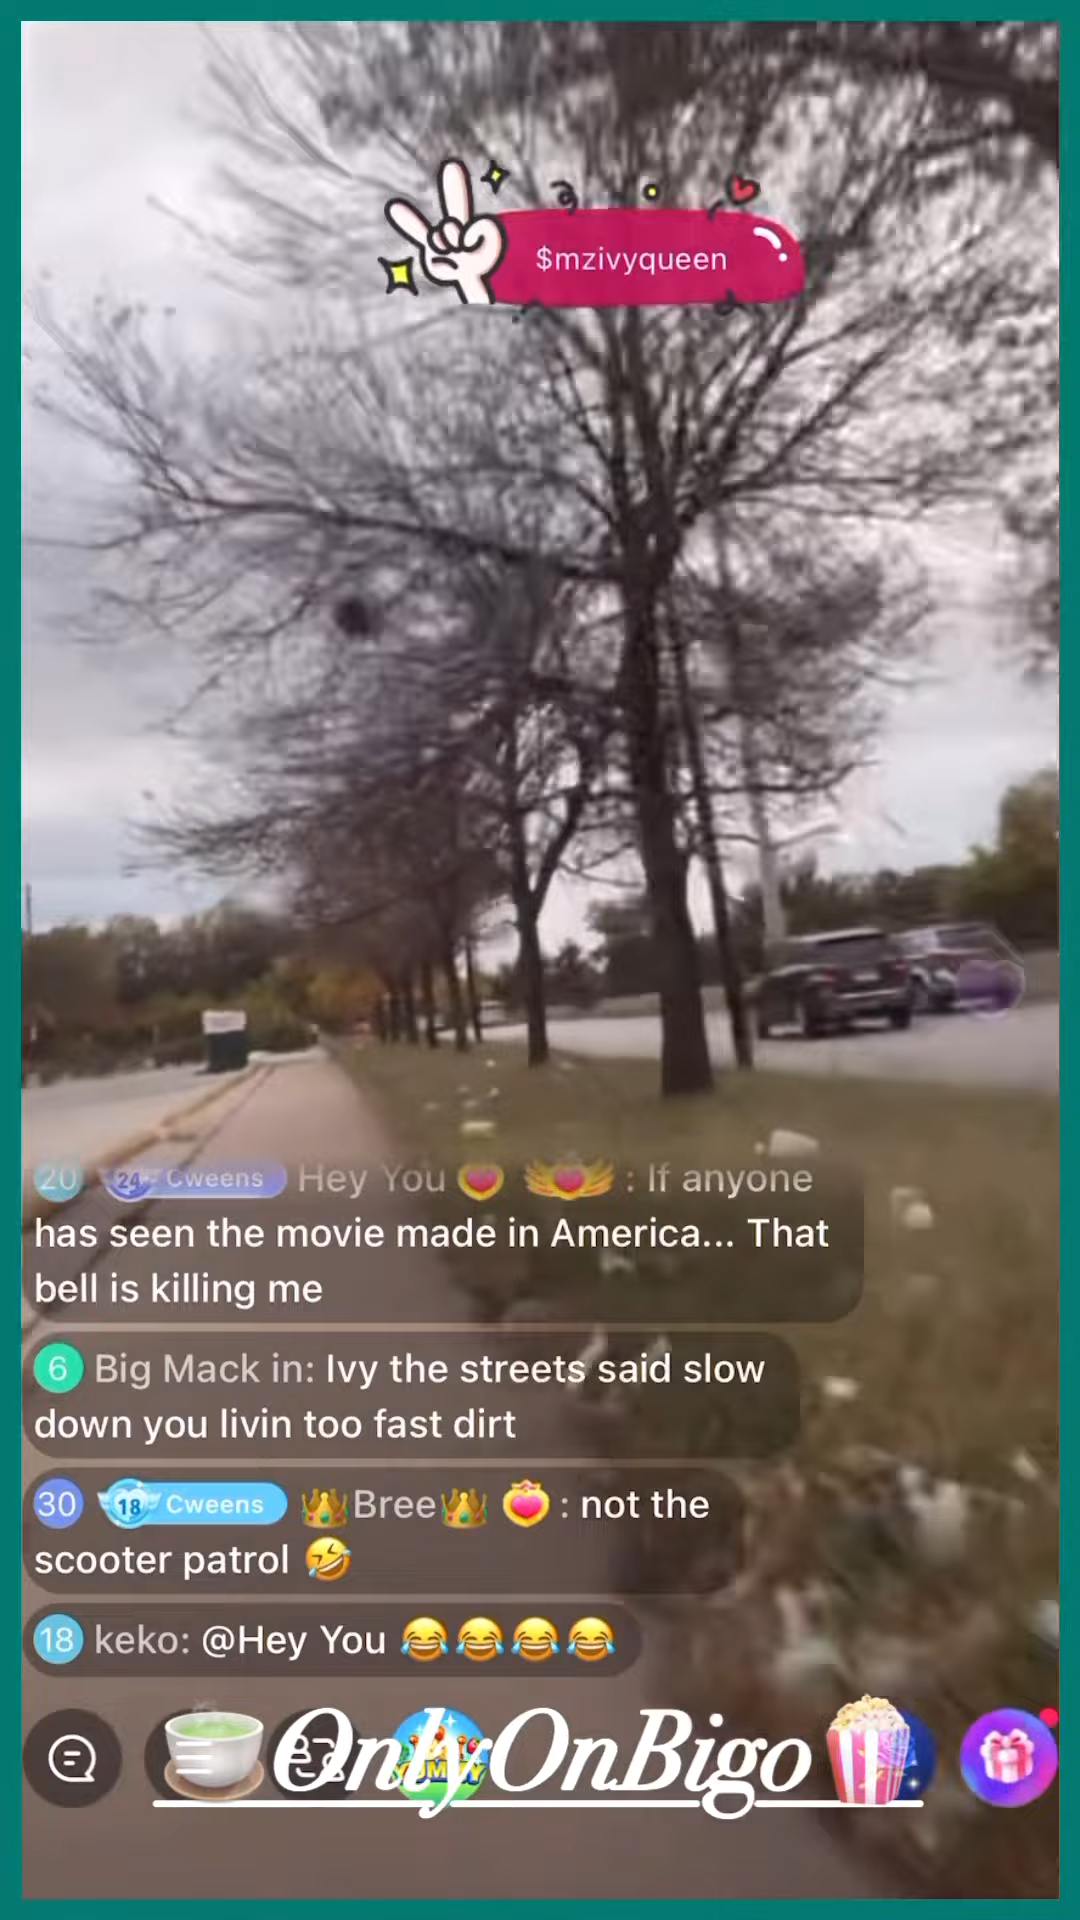 $mzivyqueen
20 24 Cweens Hey You 💗 💗 : If anyone
has seen the movie made in America... That
bell is killing me
6 Big Mack in: Ivy the streets said slow
down you livin too fast dirt
30 18 Cweens 👑Bree👑 💗 : not the
scooter patrol 🤣
18 keko: @Hey You 😂😂😂😂
OnlyOnBigo